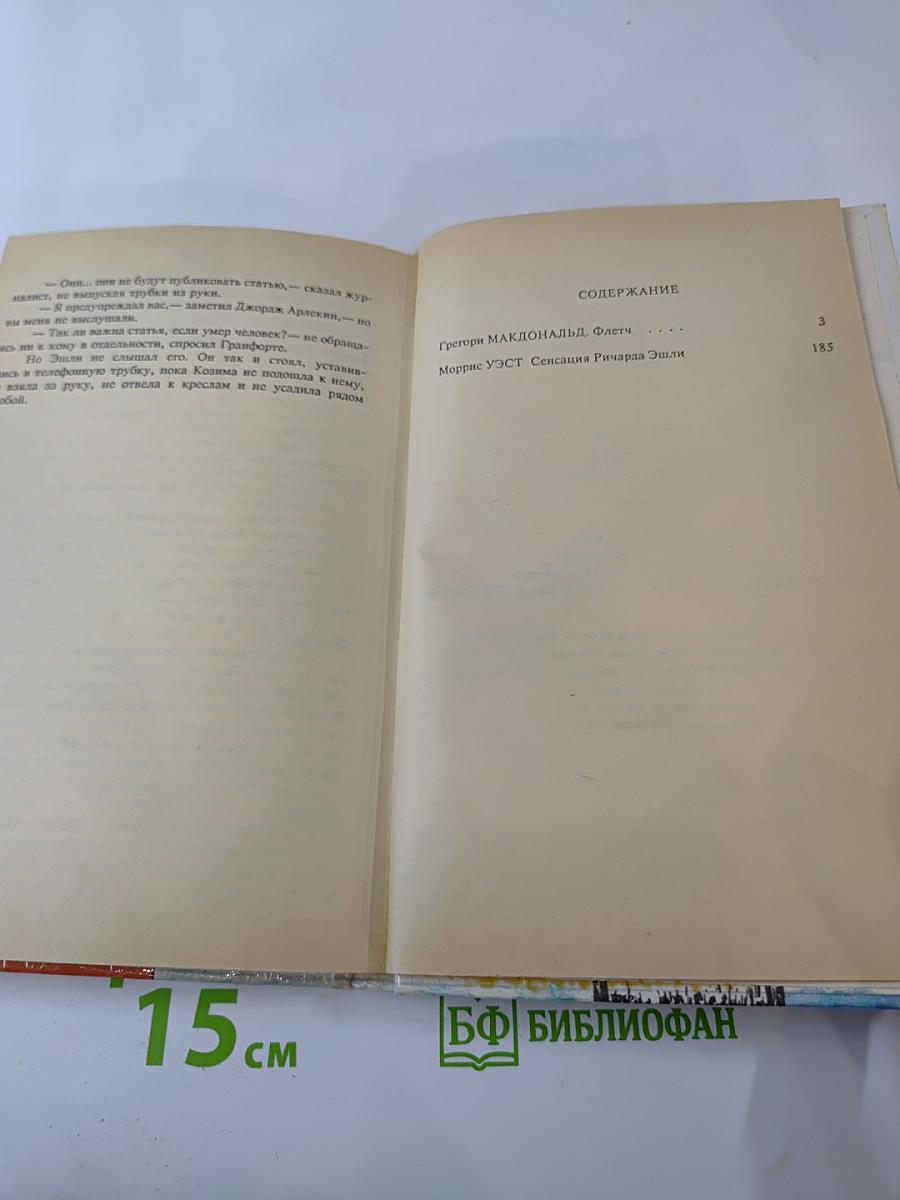 — Они... они не будут публиковать статью,— сказал жур-
налист, не выпуская трубки из руки.
— Я предупреждал вас,— заметил Джордж Арлекин,— но
вы меня не выслушали.
— Так ли важна статья, если умер человек?— не обраща-
ясь ни к кому в отдельности, спросил Гранфорте.
Но Эшли не слышал его. Он так и стоял, уставив-
шись в телефонную трубку, пока Козима не подошла к нему,
взяла за руку, не отвела к креслам и не усадила рядом
обой.
СОДЕРЖАНИЕ
Грегори МАКДОНАЛЬД. Флетч . . . . 3
Моррис УЭСТ Сенсация Ричарда Эшли 185
15 см
БФ БИБЛИОФАН